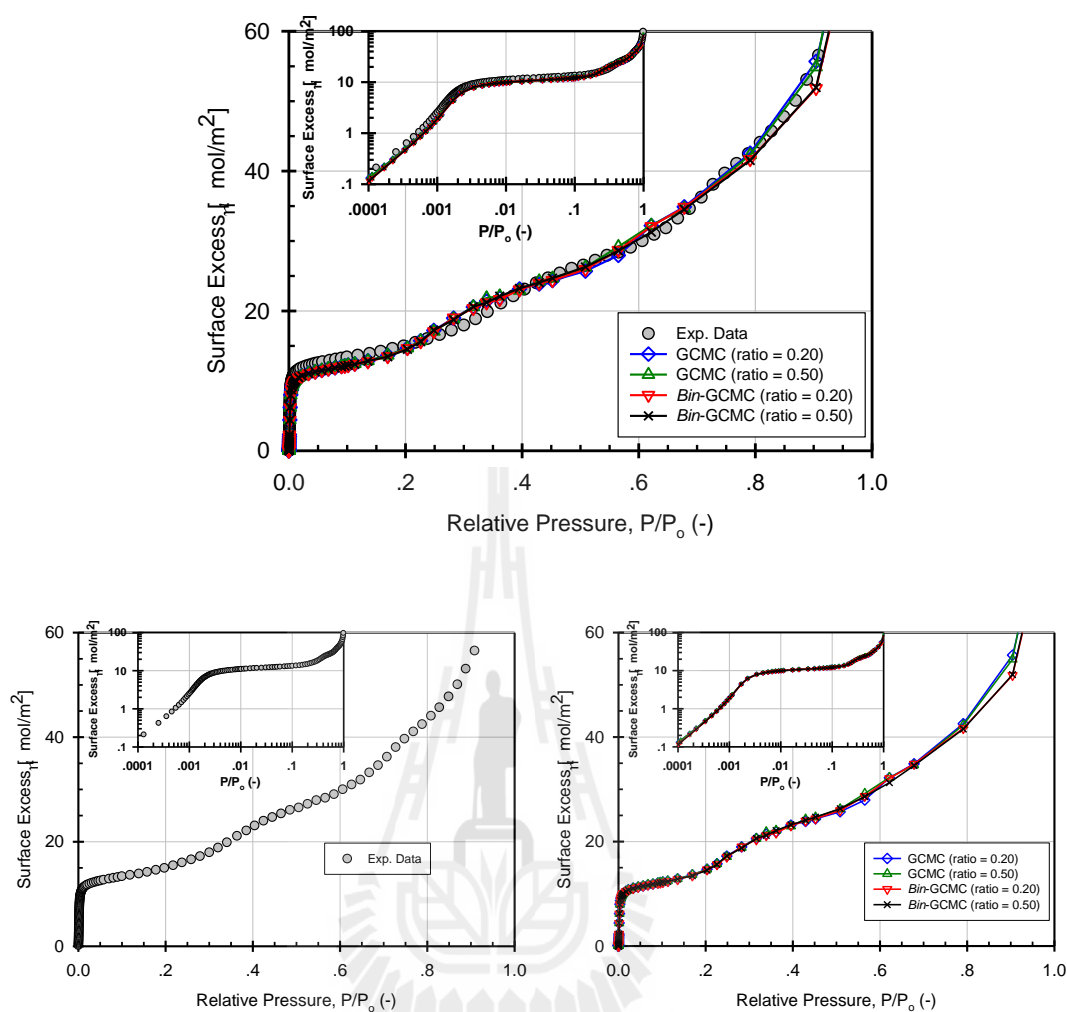 60
40
20
0
0.0 .2 .4 .6 .8 1.0
Surface Excess, [ mol/m2]
Relative Pressure, P/Po (-)
100
10
1
.1
.0001 .001 .01 .1 1
Surface Excess, [ mol/m2]
P/Po (-)
Exp. Data
GCMC (ratio = 0.20)
GCMC (ratio = 0.50)
Bin-GCMC (ratio = 0.20)
Bin-GCMC (ratio = 0.50)
60
40
20
0
0.0 .2 .4 .6 .8 1.0
Surface Excess, [ mol/m2]
Relative Pressure, P/Po (-)
100
10
1
.1
.0001 .001 .01 .1 1
Surface Excess, [ mol/m2]
P/Po (-)
Exp. Data
60
40
20
0
0.0 .2 .4 .6 .8 1.0
Surface Excess, [ mol/m2]
Relative Pressure, P/Po (-)
100
10
1
.1
.0001 .001 .01 .1 1
Surface Excess, [ mol/m2]
P/Po (-)
GCMC (ratio = 0.20)
GCMC (ratio = 0.50)
Bin-GCMC (ratio = 0.20)
Bin-GCMC (ratio = 0.50)